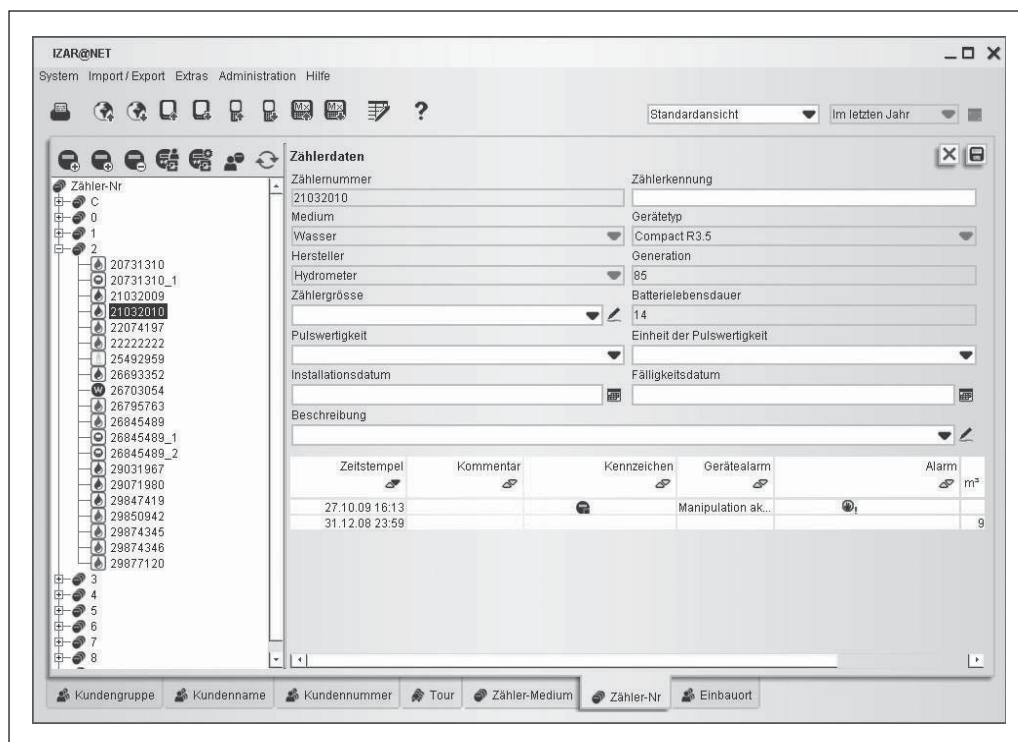 IZAR@NET
System Import / Export Extras Administration Hilfe
Standardansicht Im letzten Jahr
Zähler-Nr
C
0
1
2
20731310
20731310_1
21032009
21032010
22074197
22222222
25492959
26693352
W 26703054
26795763
26845489
26845489_1
26845489_2
29031967
29071980
29847419
29850942
29874345
29874346
29877120
3
4
5
6
7
8
Zählerdaten
Zählernummer Zählerkennung
21032010
Medium Gerätetyp
Wasser Compact R3.5
Hersteller Generation
Hydrometer 85
Zählergrösse Batterielebensdauer
14
Pulswertigkeit Einheit der Pulswertigkeit
Installationsdatum Fälligkeitsdatum
Beschreibung
Zeitstempel Kommentar Kennzeichen Gerätealarm Alarm m³
27.10.09 16:13 Manipulation ak...
31.12.08 23:59 9
Kundengruppe Kundenname Kundennummer Tour Zähler-Medium Zähler-Nr Einbauort